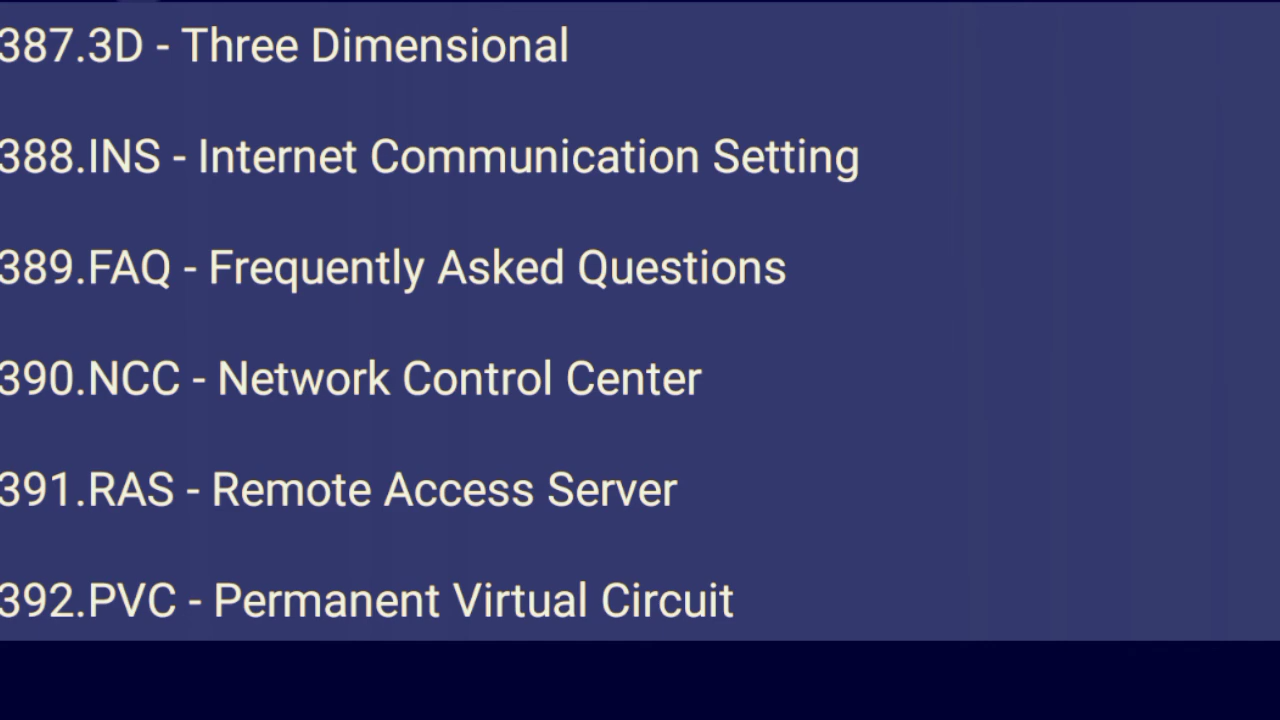 387.3D - Three Dimensional
388.INS - Internet Communication Setting
389.FAQ - Frequently Asked Questions
390.NCC - Network Control Center
391.RAS - Remote Access Server
392.PVC - Permanent Virtual Circuit